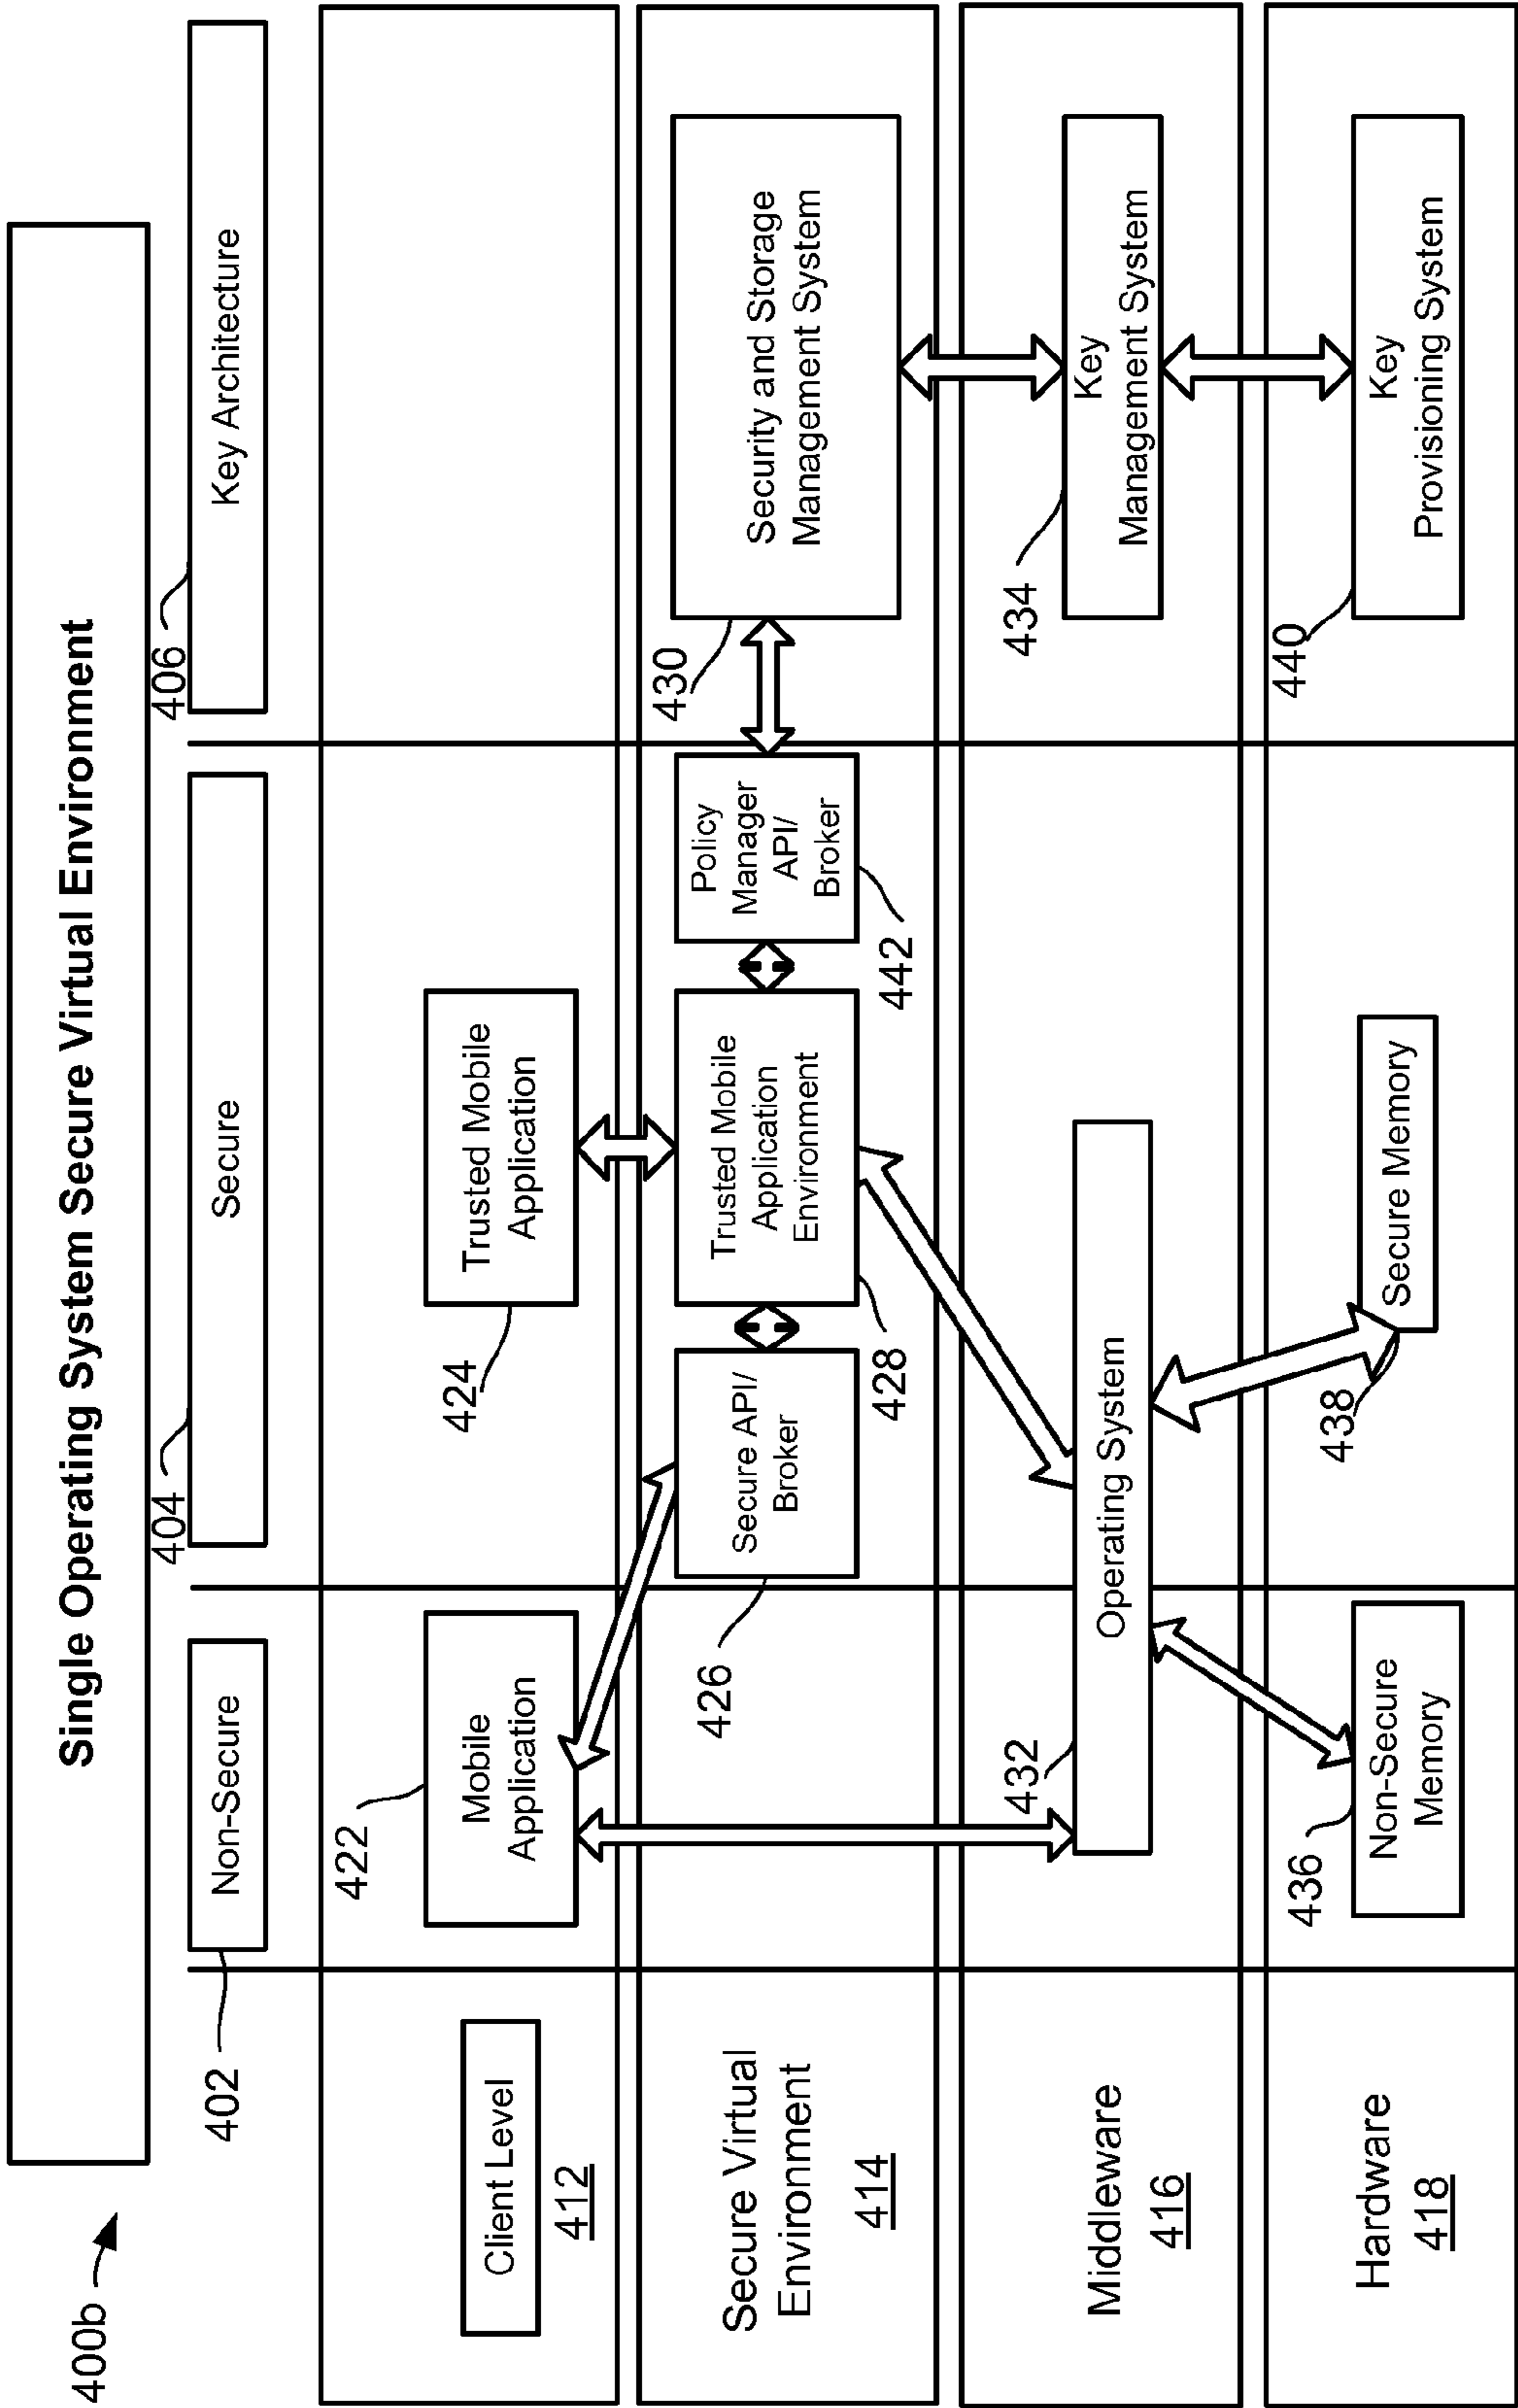 400b
Single Operating System Secure Virtual Environment
402
Non-Secure
404
Secure
406
Key Architecture
Client Level
412
422
Mobile
Application
424
Trusted Mobile
Application
Secure Virtual
Environment
414
426
Secure API/
Broker
428
Trusted Mobile
Application
Environment
442
Policy
Manager
API/
Broker
430
Security and Storage
Management System
Middleware
416
432
Operating System
434
Key
Management System
Hardware
418
436
Non-Secure
Memory
438
Secure Memory
440
Key
Provisioning System